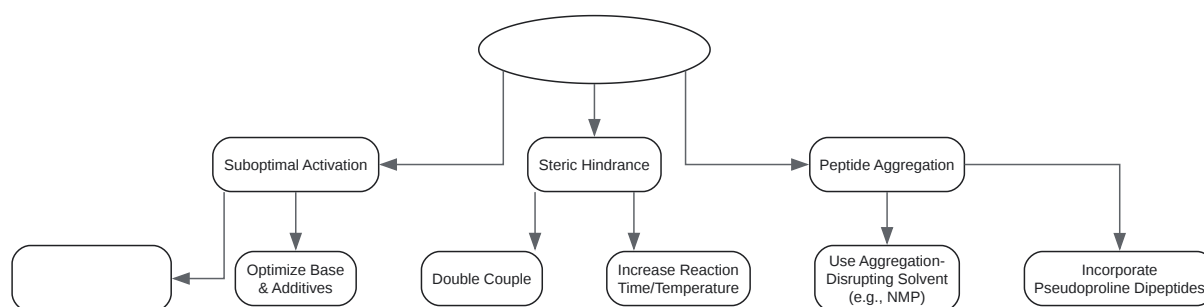 Suboptimal Activation
Steric Hindrance
Peptide Aggregation
Optimize Base
& Additives
Double Couple
Increase Reaction
Time/Temperature
Use Aggregation-
Disrupting Solvent
(e.g., NMP)
Incorporate
Pseudoproline Dipeptides